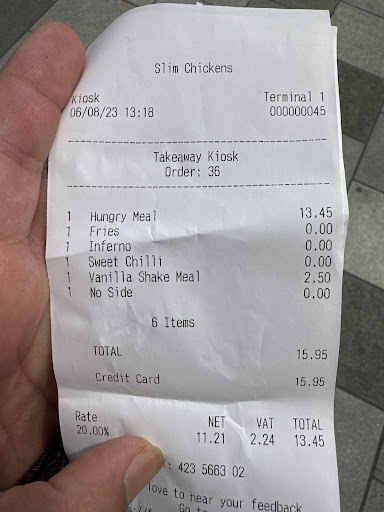 Slim Chickens
Kiosk Terminal 1
06/08/23 13:18 000000045
Takeaway Kiosk
Order: 36
1 Hungry Meal 13.45
1 Fries 0.00
1 Inferno 0.00
1 Sweet Chilli 0.00
1 Vanilla Shake Meal 2.50
1 No Side 0.00
6 Items
TOTAL 15.95
Credit Card 15.95
Rate NET VAT TOTAL
20.00% 11.21 2.24 13.45
: 423 5663 02
love to hear your feedback
Go to